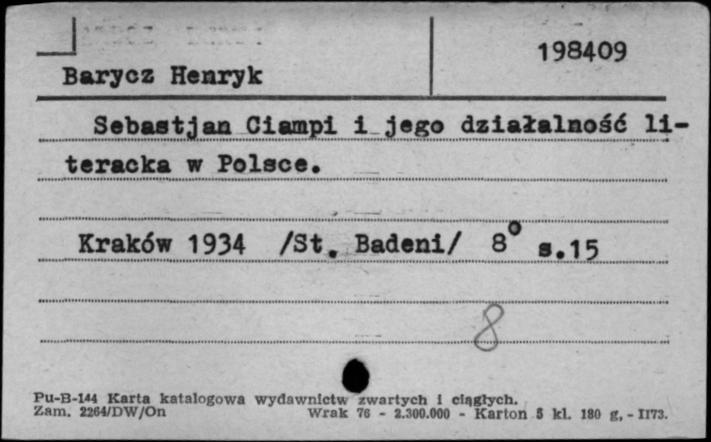 198409
Barycz Henryk
Sebastjan Ciampi i jego działalność li-
teracka w Polsce.
Kraków 1934 /St. Badeni/ 8° s.15
8
Pu-B-144 Karta katalogowa wydawnictw zwartych i ciągłych.
Zam. 2264/DW/On Wrak 76 - 2.300.000 - Karton 5 kl. 180 g. - II73.